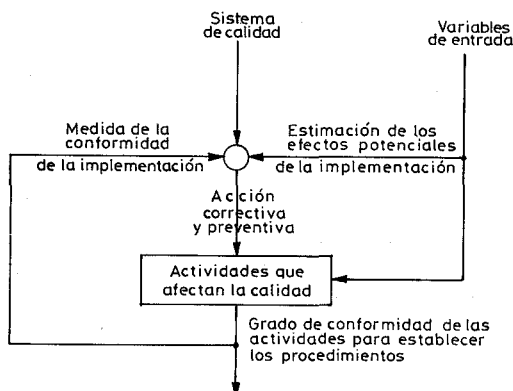 Sistema
de calidad
Variables
de entrada
Medida de la
conformidad
de la implementación
Estimación de los
efectos potenciales
de la implementación
Acción
correctiva
y preventiva
Actividades que
afectan la calidad
Grado de conformidad de las
actividades para establecer
los procedimientos